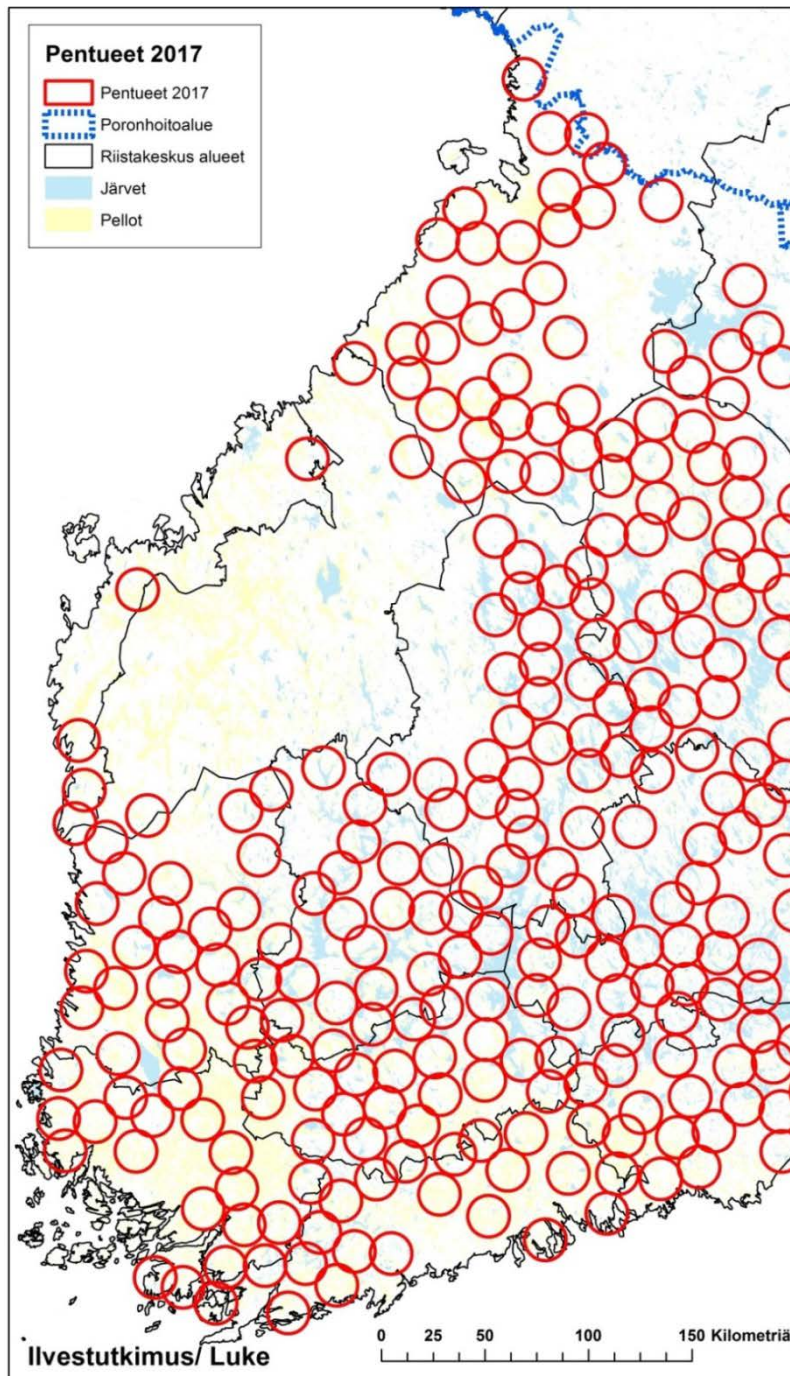 Pentueet 2017
Pentueet 2017
Poronhoitoalue
Riistakeskus alueet
Järvet
Pellot
Ilvestutkimus/ Luke
0 25 50 100 150 Kilometriä